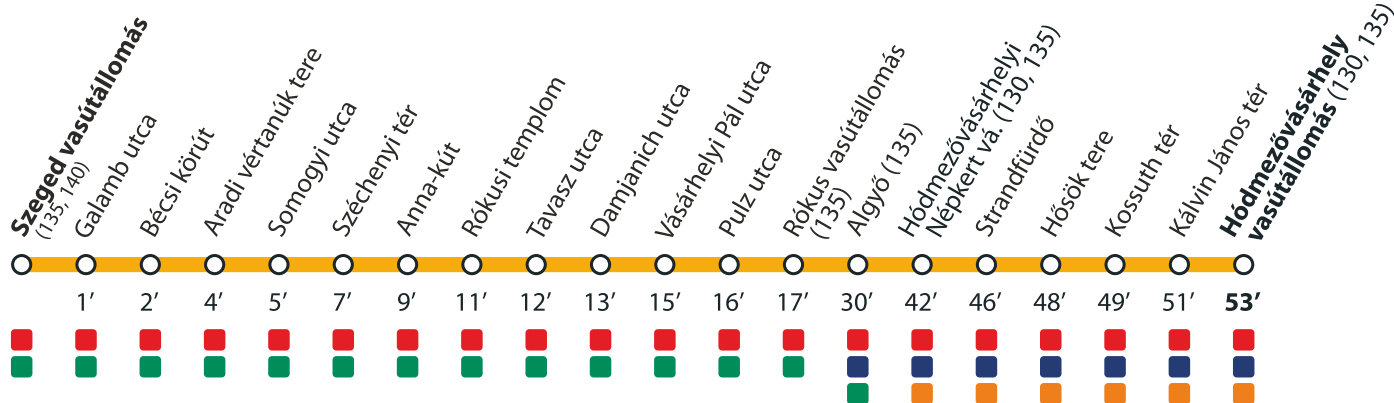 Szeged vasútállomás
(135, 140)
Galamb utca
Bécsi körút
Aradi vértanúk tere
Somogyi utca
Széchenyi tér
Anna-kút
Rókusi templom
Tavasz utca
Damjanich utca
Vásárhelyi Pál utca
Pulz utca
Rókus vasútállomás
(135)
Algyő (135)
Hódmezővásárhelyi
Népkert vá. (130, 135)
Strandfürdő
Hősök tere
Kossuth tér
Kálvin János tér
Hódmezővásárhely
vasútállomás (130, 135)
1’ 2’ 4’ 5’ 7’ 9’ 11’ 12’ 13’ 15’ 16’ 17’ 30’ 42’ 46’ 48’ 49’ 51’ 53’